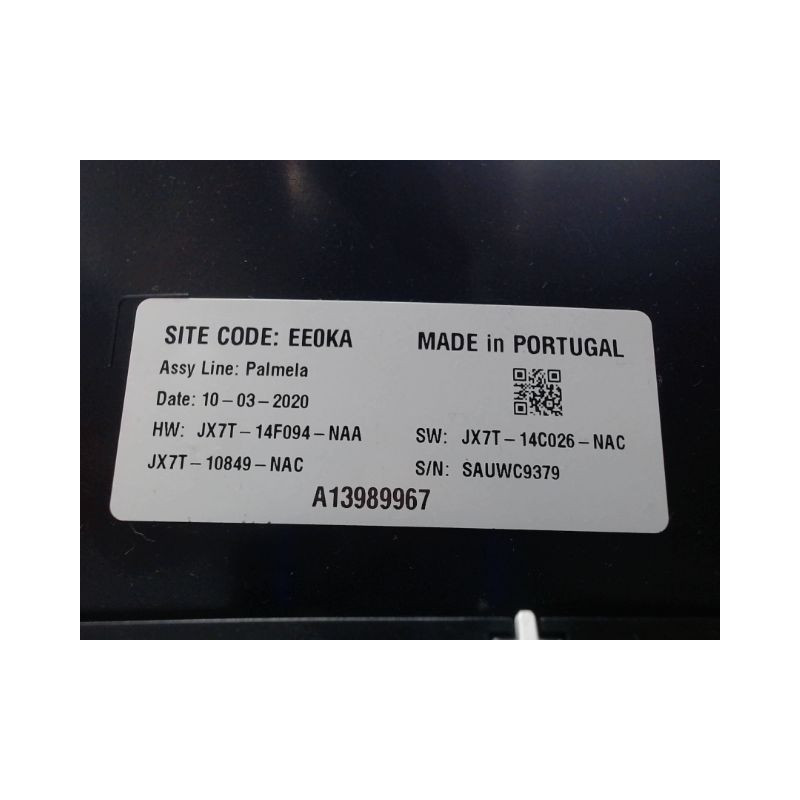 SITE CODE: EE0KA
MADE in PORTUGAL
Assy Line: Palmela
Date: 10-03-2020
HW: JX7T-14F094-NAA
SW: JX7T-14C026-NAC
JX7T-10849-NAC
S/N: SAUWC9379
A13989967